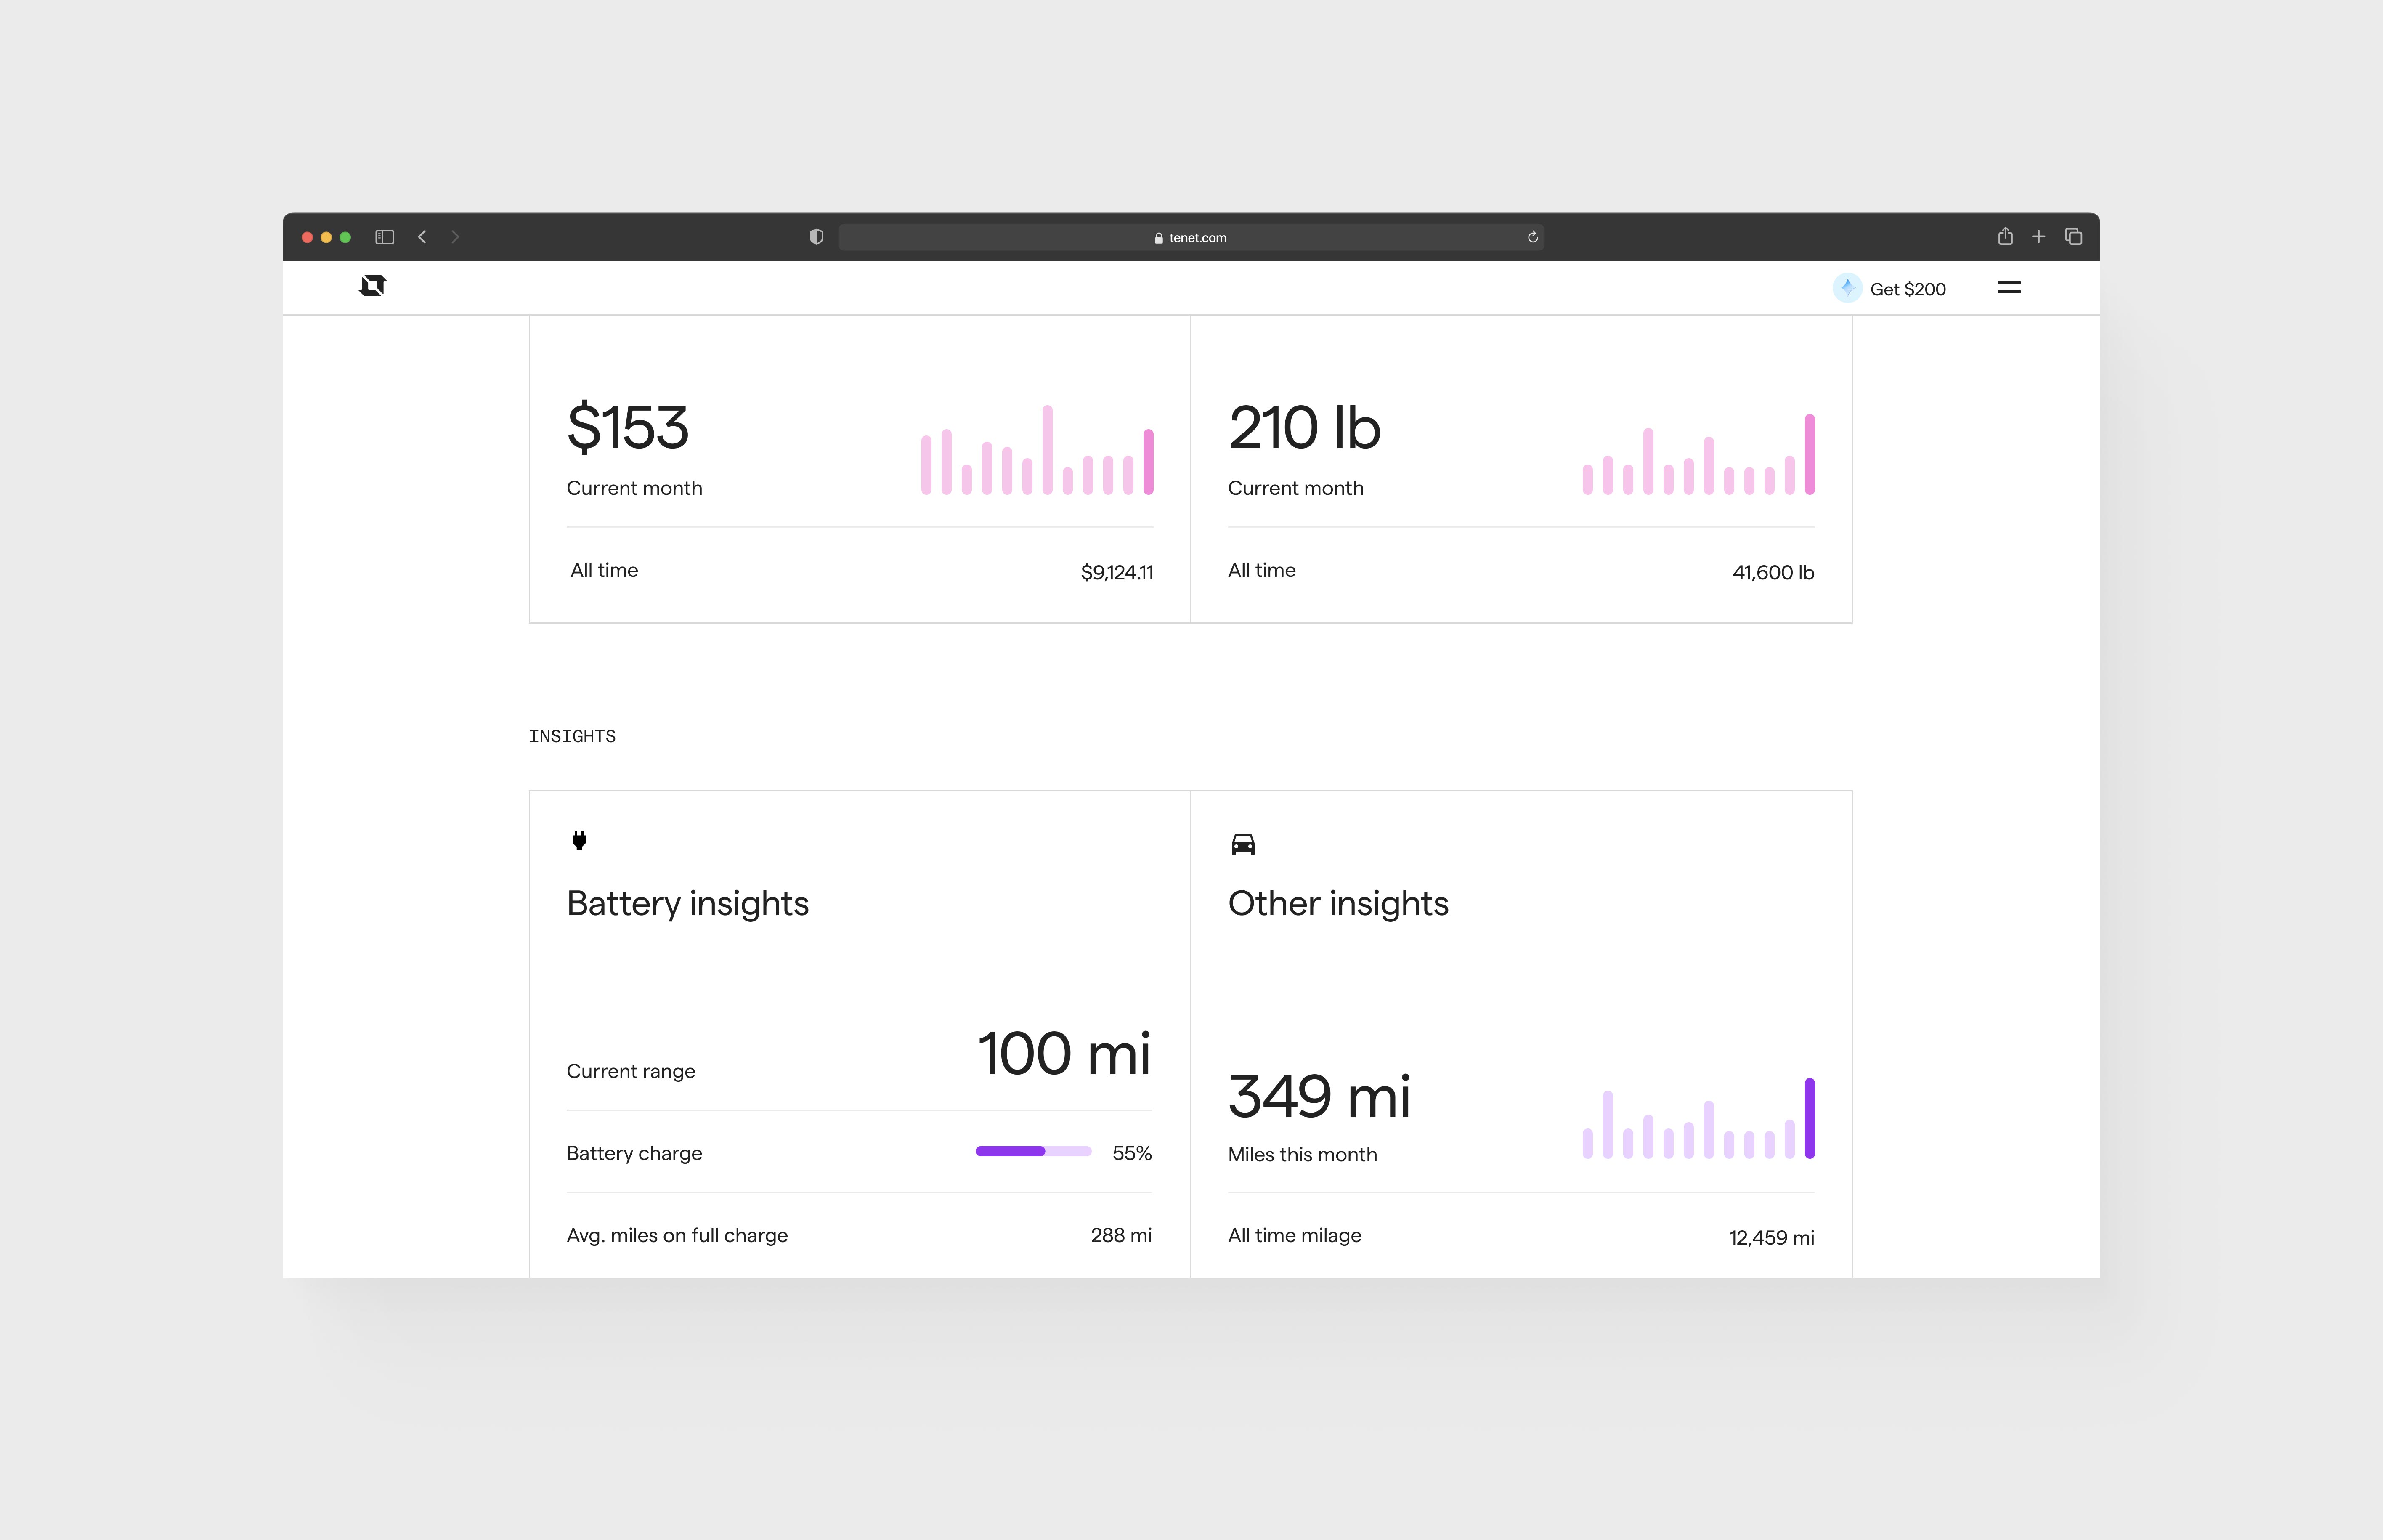 tenet.com
Get $200
$153
Current month
All time
$9,124.11
210 lb
Current month
All time
41,600 lb
INSIGHTS
Battery insights
Current range
100 mi
Battery charge
55%
Avg. miles on full charge
288 mi
Other insights
349 mi
Miles this month
All time milage
12,459 mi